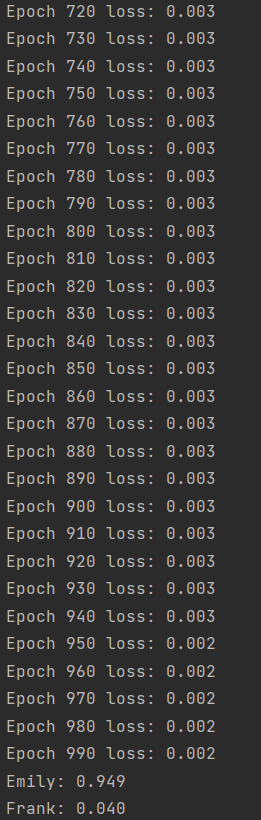 Epoch 720 loss: 0.003
Epoch 730 loss: 0.003
Epoch 740 loss: 0.003
Epoch 750 loss: 0.003
Epoch 760 loss: 0.003
Epoch 770 loss: 0.003
Epoch 780 loss: 0.003
Epoch 790 loss: 0.003
Epoch 800 loss: 0.003
Epoch 810 loss: 0.003
Epoch 820 loss: 0.003
Epoch 830 loss: 0.003
Epoch 840 loss: 0.003
Epoch 850 loss: 0.003
Epoch 860 loss: 0.003
Epoch 870 loss: 0.003
Epoch 880 loss: 0.003
Epoch 890 loss: 0.003
Epoch 900 loss: 0.003
Epoch 910 loss: 0.003
Epoch 920 loss: 0.003
Epoch 930 loss: 0.003
Epoch 940 loss: 0.003
Epoch 950 loss: 0.002
Epoch 960 loss: 0.002
Epoch 970 loss: 0.002
Epoch 980 loss: 0.002
Epoch 990 loss: 0.002
Emily: 0.949
Frank: 0.040